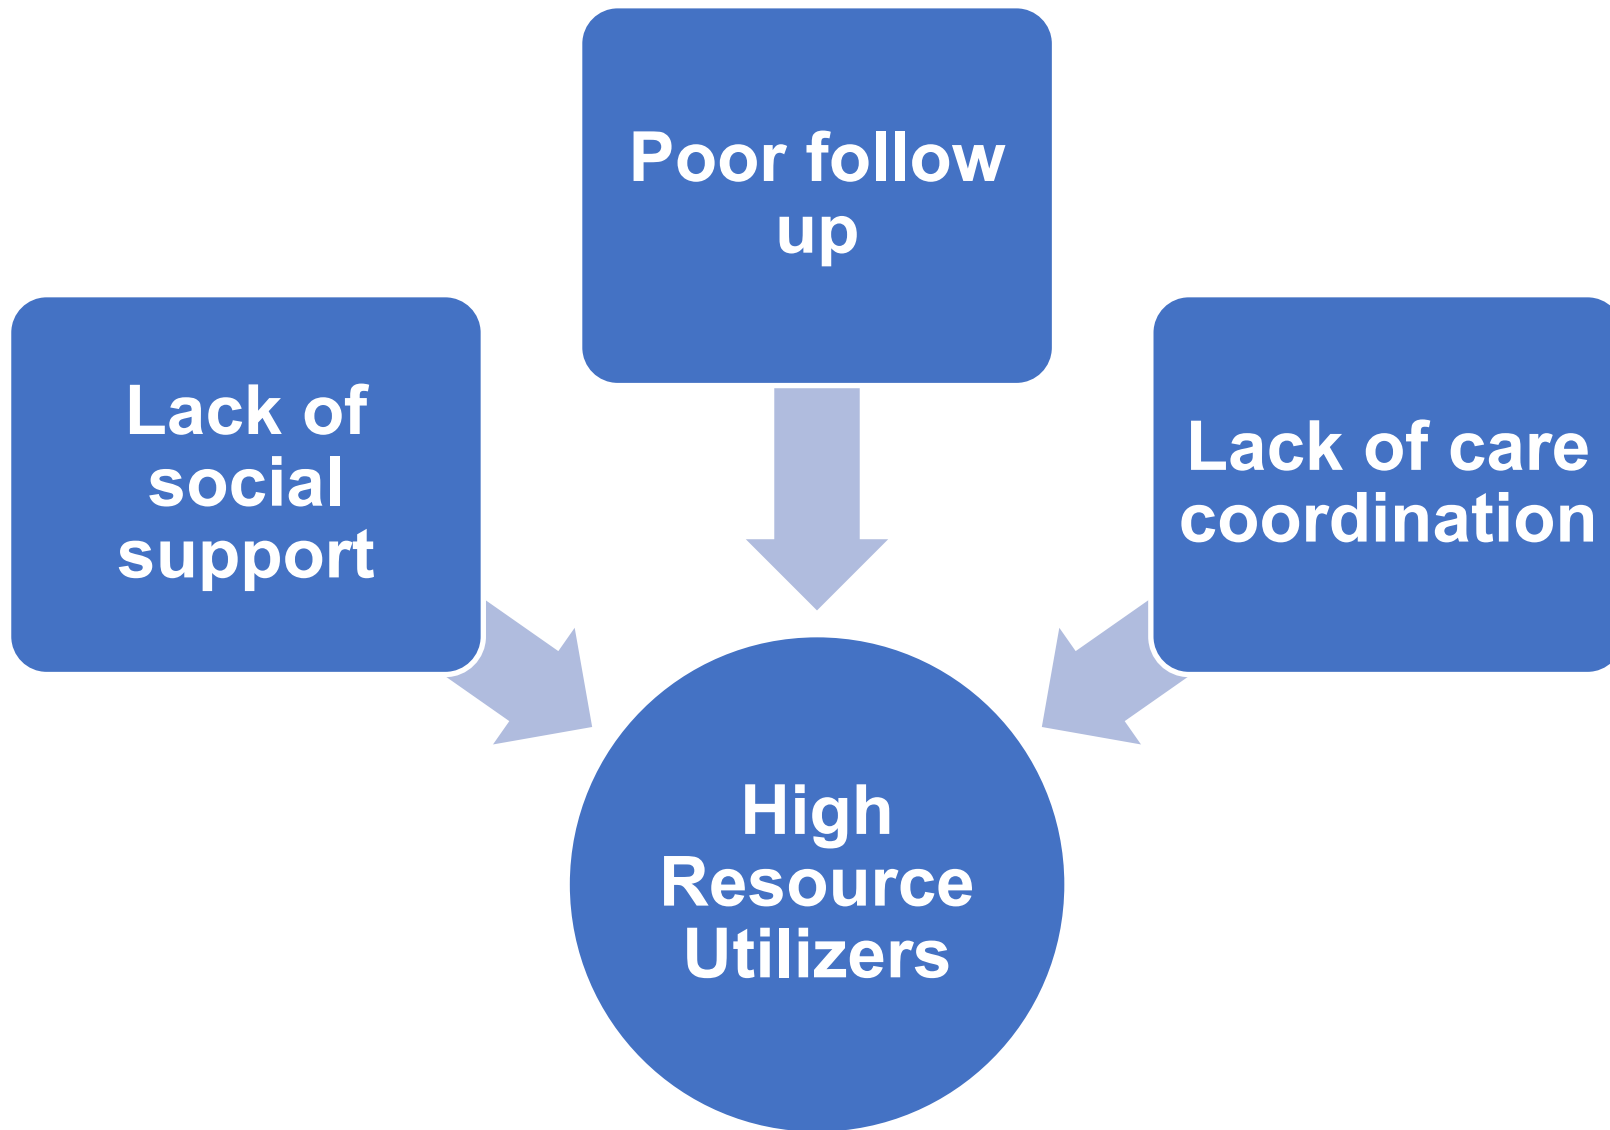 Poor follow
up
Lack of
social
support
Lack of care
coordination
High
Resource
Utilizers